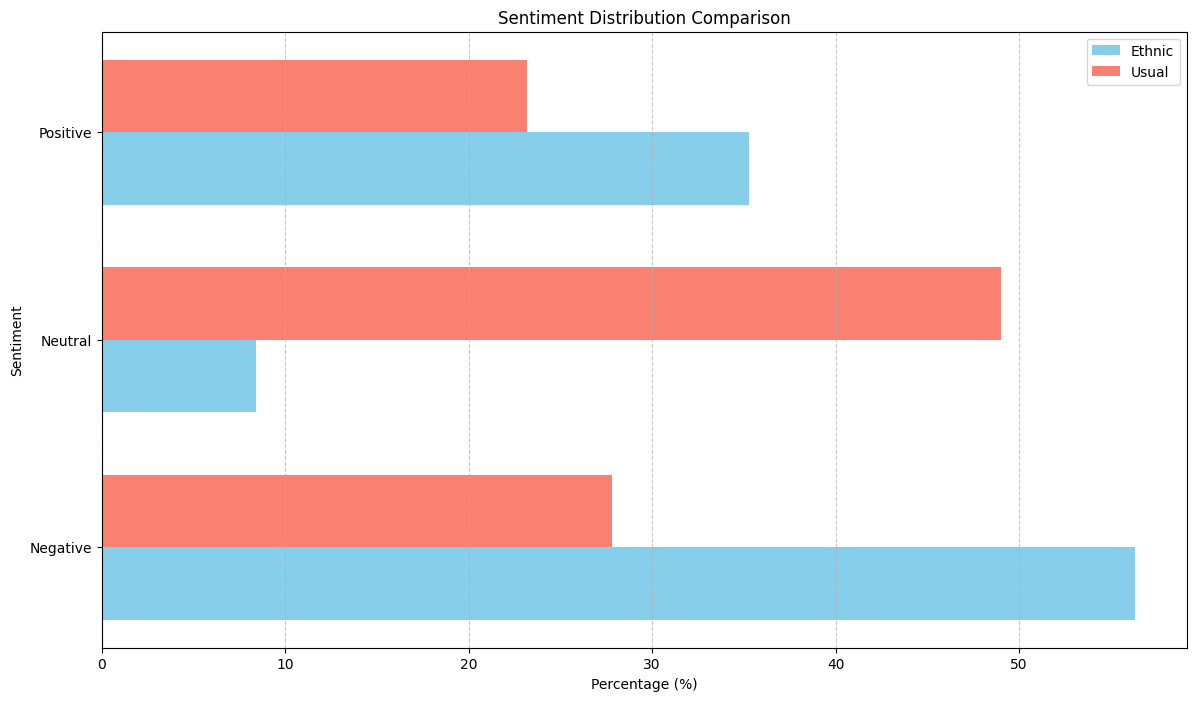 Sentiment Distribution Comparison
Ethnic
Usual
Positive
Neutral
Negative
Sentiment
0 10 20 30 40 50
Percentage (%)